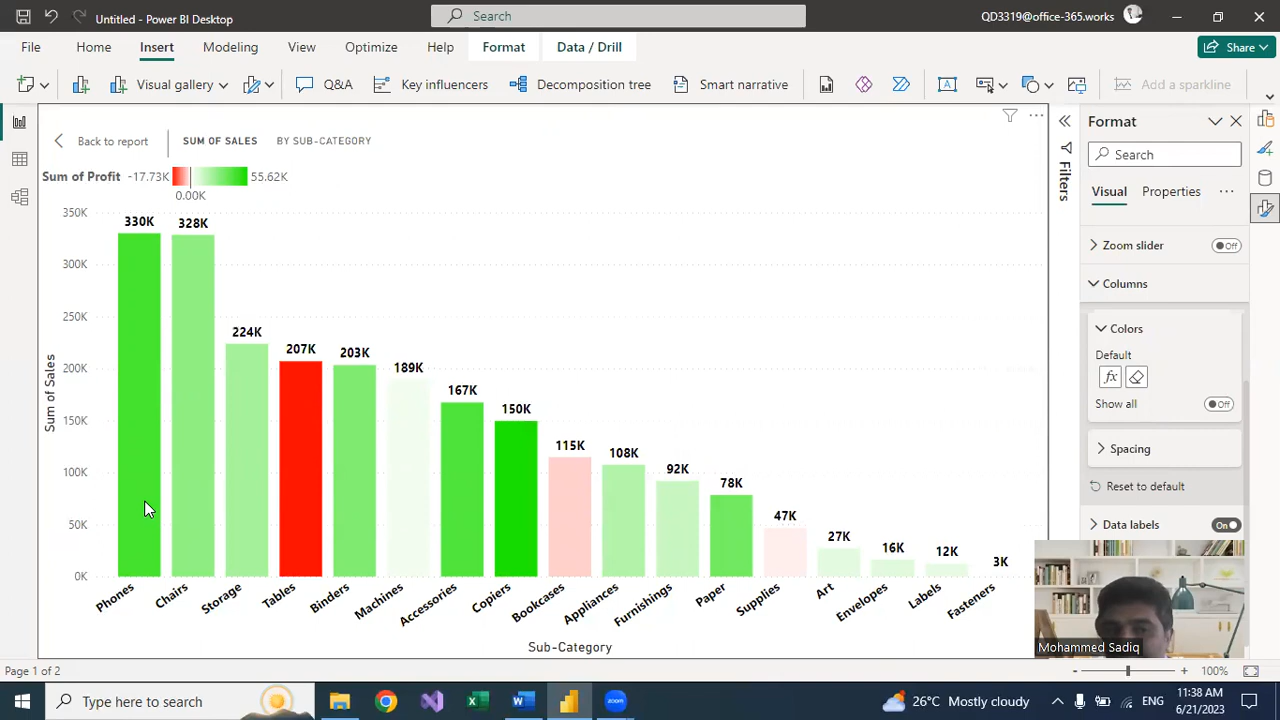 Untitled - Power BI Desktop
Search
QD3319@office-365.works
File
Home
Insert
Modeling
View
Optimize
Help
Format
Data / Drill
Share
Visual gallery
Q&A
Key influencers
Decomposition tree
Smart narrative
Add a sparkline
Back to report
SUM OF SALES
BY SUB-CATEGORY
Sum of Profit -17.73K 55.62K
0.00K
350K
300K
250K
200K
150K
100K
50K
0K
Sum of Sales
330K
328K
224K
207K
203K
189K
167K
150K
115K
108K
92K
78K
47K
27K
16K
12K
3K
Phones
Chairs
Storage
Tables
Binders
Machines
Accessories
Copiers
Bookcases
Appliances
Furnishings
Paper
Supplies
Art
Envelopes
Labels
Fasteners
Sub-Category
Filters
Format
Search
Visual
Properties
Zoom slider
Off
Columns
Colors
Default
fx
Show all
Off
Spacing
Reset to default
Data labels
On
Mohammed Sadiq
Page 1 of 2
- + 100%
Type here to search
26°C Mostly cloudy
ENG
11:38 AM
6/21/2023